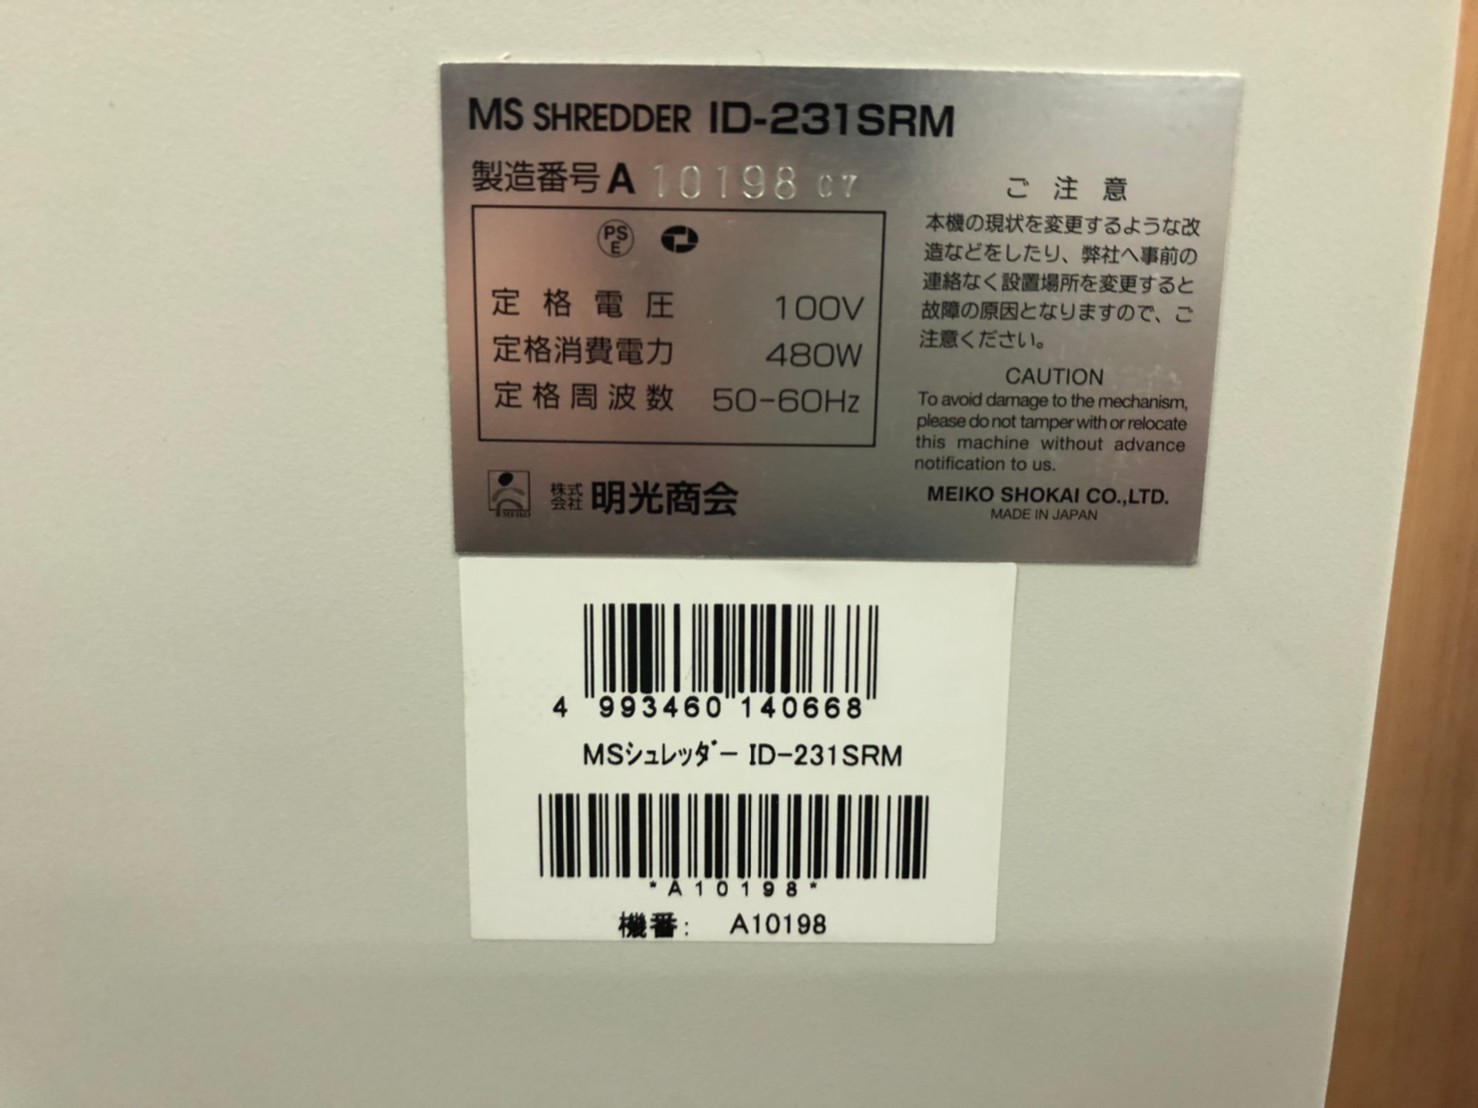 MS SHREDDER ID-231SRM
製造番号 A 10198 07
PS
E
定格電圧 100V
定格消費電力 480W
定格周波数 50-60Hz
株式会社 明光商会
ご注意
本機の現状を変更するような改
造などをしたり、弊社へ事前の
連絡なく設置場所を変更すると
故障の原因となりますので、ご
注意ください。
CAUTION
To avoid damage to the mechanism,
please do not tamper with or relocate
this machine without advance
notification to us.
MEIKO SHOKAI CO.,LTD.
MADE IN JAPAN
4 993460 140668
MSシュレッダー ID-231SRM
*A10198*
機番: A10198